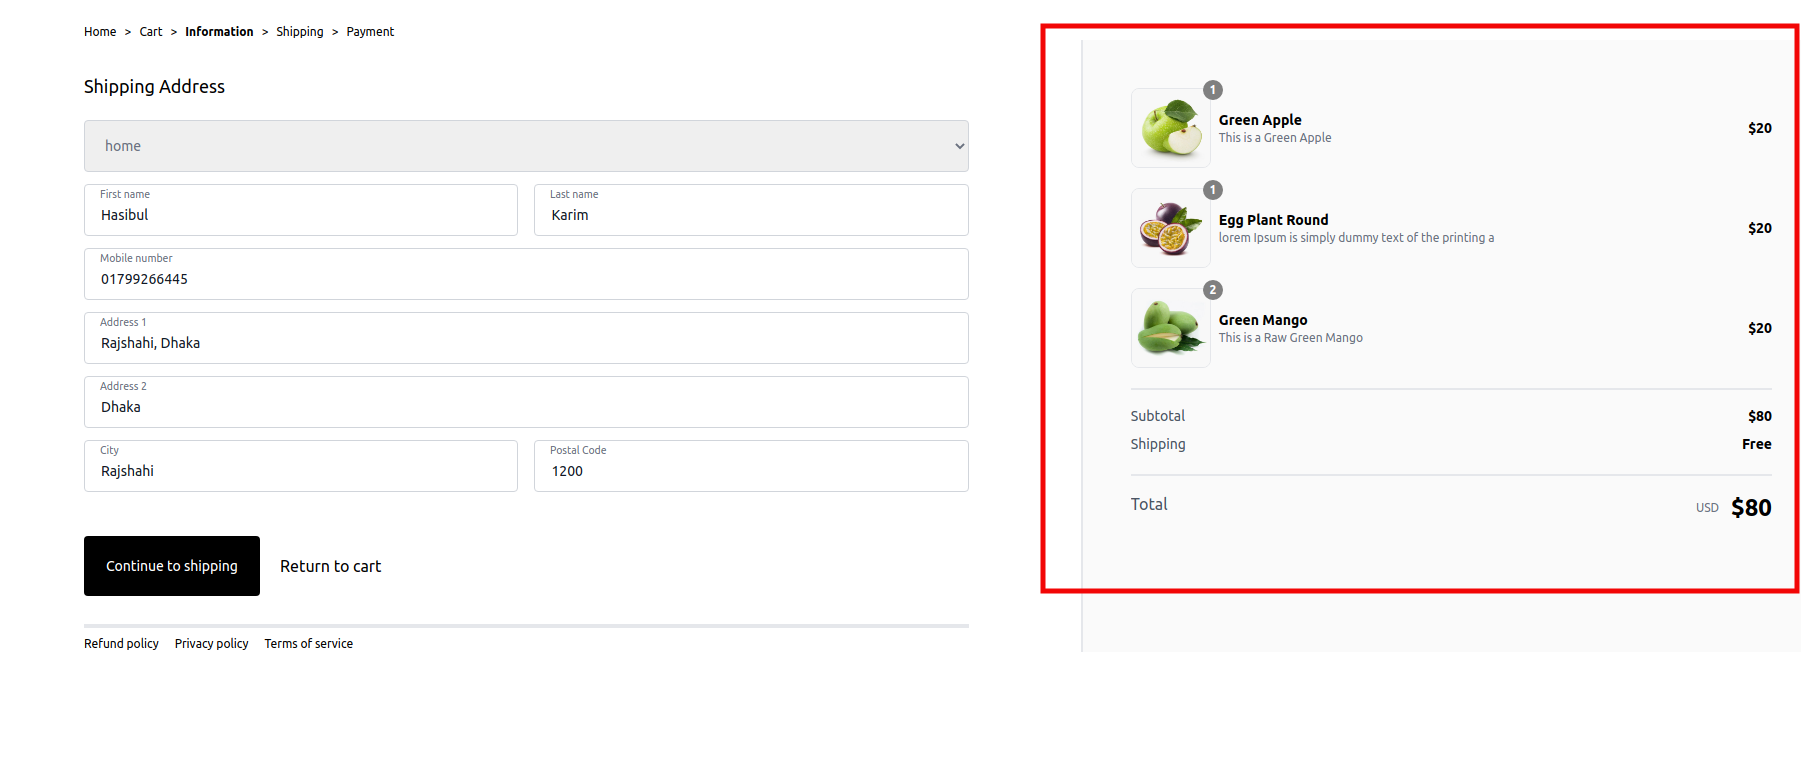 Home > Cart > Information > Shipping > Payment
Shipping Address
home
First name
Hasibul
Last name
Karim
Mobile number
01799266445
Address 1
Rajshahi, Dhaka
Address 2
Dhaka
City
Rajshahi
Postal Code
1200
Continue to shipping
Return to cart
Refund policy Privacy policy Terms of service
1
Green Apple
This is a Green Apple
$20
1
Egg Plant Round
lorem Ipsum is simply dummy text of the printing a
$20
2
Green Mango
This is a Raw Green Mango
$20
Subtotal $80
Shipping Free
Total USD $80